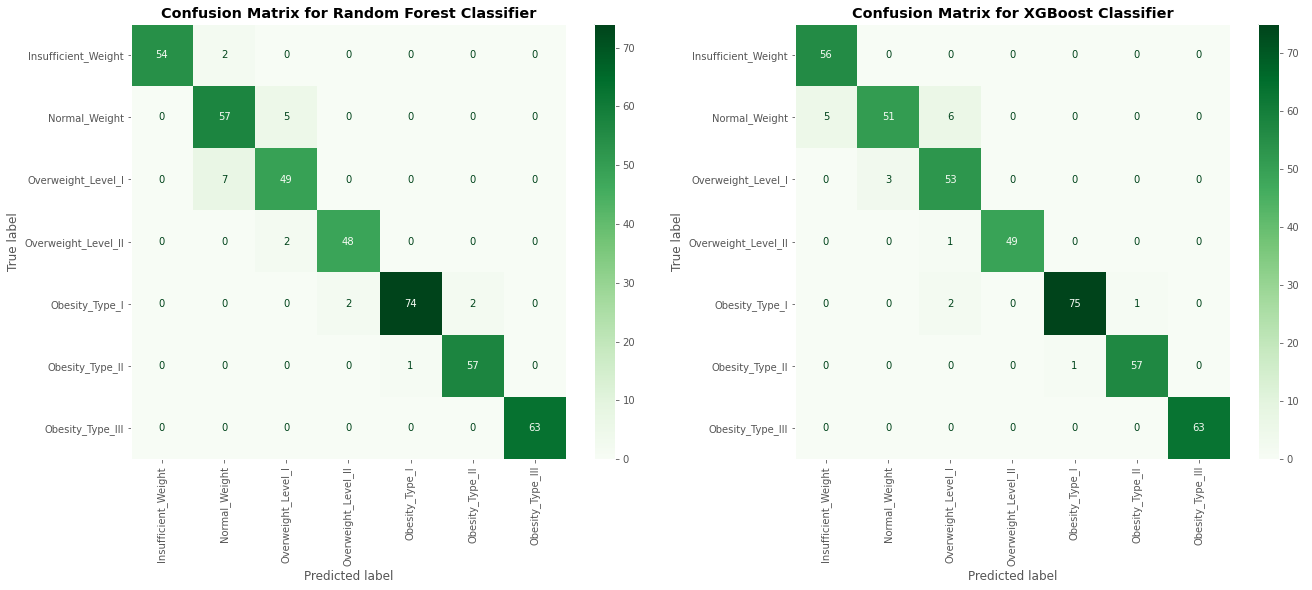 Confusion Matrix for Random Forest Classifier
True label
Insufficient_Weight 54 2 0 0 0 0 0
Normal_Weight 0 57 5 0 0 0 0
Overweight_Level_I 0 7 49 0 0 0 0
Overweight_Level_II 0 0 2 48 0 0 0
Obesity_Type_I 0 0 0 2 74 2 0
Obesity_Type_II 0 0 0 0 1 57 0
Obesity_Type_III 0 0 0 0 0 0 63
Insufficient_Weight
Normal_Weight
Overweight_Level_I
Overweight_Level_II
Obesity_Type_I
Obesity_Type_II
Obesity_Type_III
Predicted label
70
60
50
40
30
20
10
0
Confusion Matrix for XGBoost Classifier
True label
Insufficient_Weight 56 0 0 0 0 0 0
Normal_Weight 5 51 6 0 0 0 0
Overweight_Level_I 0 3 53 0 0 0 0
Overweight_Level_II 0 0 1 49 0 0 0
Obesity_Type_I 0 0 2 0 75 1 0
Obesity_Type_II 0 0 0 0 1 57 0
Obesity_Type_III 0 0 0 0 0 0 63
Insufficient_Weight
Normal_Weight
Overweight_Level_I
Overweight_Level_II
Obesity_Type_I
Obesity_Type_II
Obesity_Type_III
Predicted label
70
60
50
40
30
20
10
0